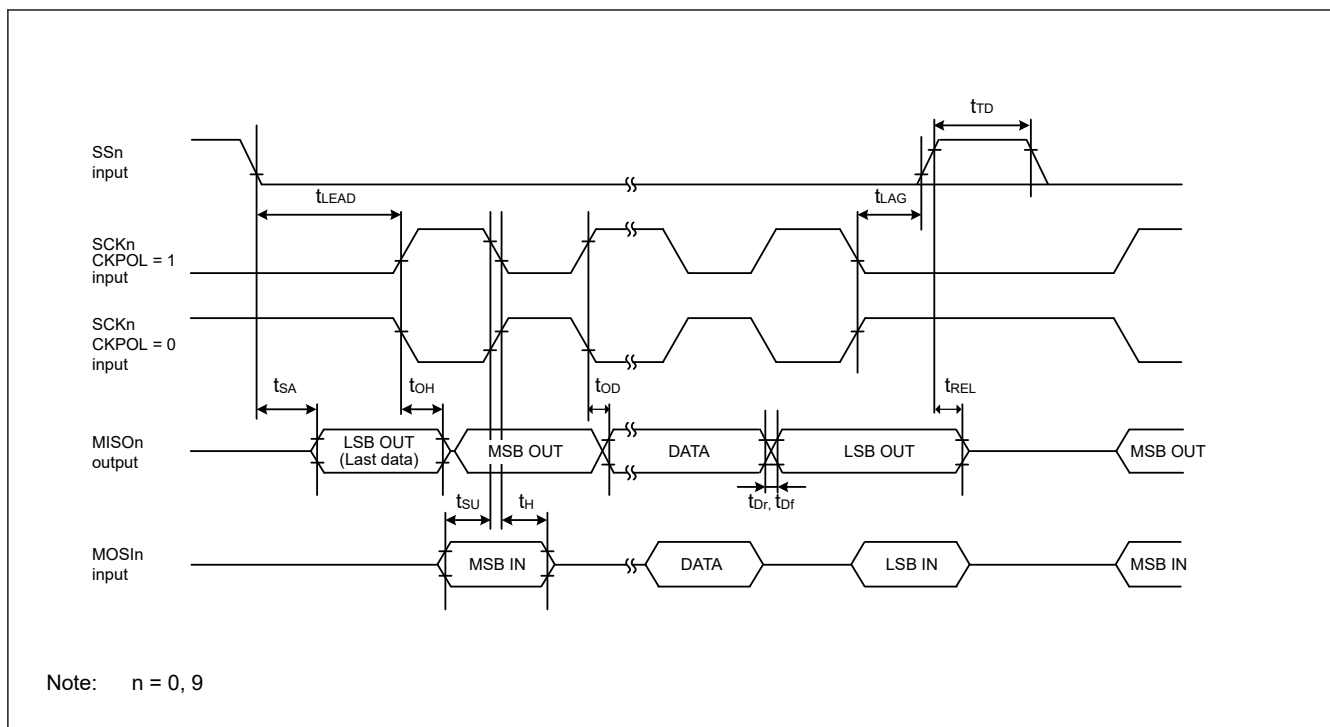 tTD
SSn
input
tLEAD
tLAG
SCKn
CKPOL = 1
input
SCKn
CKPOL = 0
input
tSA
tOH
tOD
tREL
MISOn
output
LSB OUT
(Last data)
MSB OUT
DATA
LSB OUT
MSB OUT
tSU
tH
tDr, tDf
MOSIn
input
MSB IN
DATA
LSB IN
MSB IN
Note: n = 0, 9